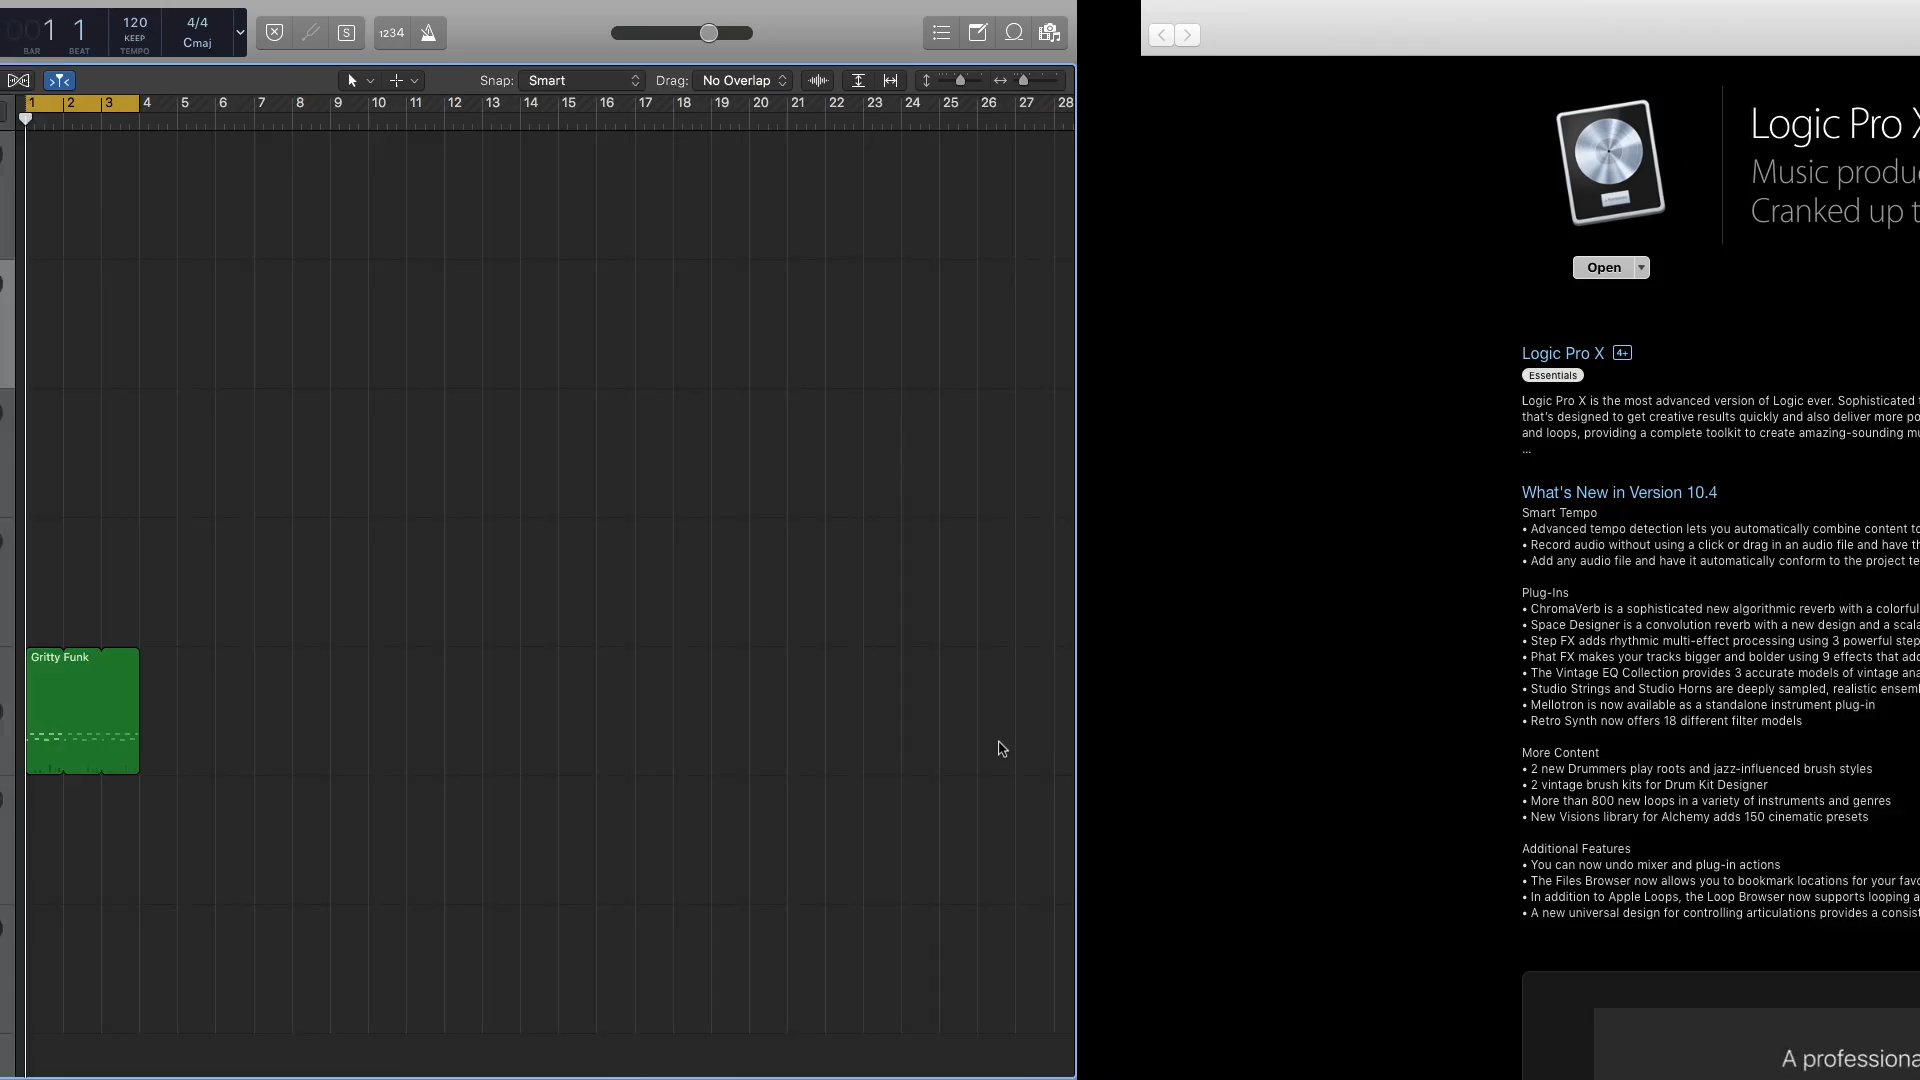 001 1
BAR BEAT
120
KEEP
TEMPO
4/4
Cmaj
S
1234
Snap: Smart
Drag: No Overlap
1 2 3 4 5 6 7 8 9 10 11 12 13 14 15 16 17 18 19 20 21 22 23 24 25 26 27 28
Gritty Funk
Logic Pro X
Music produ
Cranked up t
Open
Logic Pro X 4+
Essentials
Logic Pro X is the most advanced version of Logic ever. Sophisticated
that's designed to get creative results quickly and also deliver more po
and loops, providing a complete toolkit to create amazing-sounding mu
...
What's New in Version 10.4
Smart Tempo
• Advanced tempo detection lets you automatically combine content to
• Record audio without using a click or drag in an audio file and have th
• Add any audio file and have it automatically conform to the project te
Plug-Ins
• ChromaVerb is a sophisticated new algorithmic reverb with a colorful
• Space Designer is a convolution reverb with a new design and a scala
• Step FX adds rhythmic multi-effect processing using 3 powerful step
• Phat FX makes your tracks bigger and bolder using 9 effects that add
• The Vintage EQ Collection provides 3 accurate models of vintage ana
• Studio Strings and Studio Horns are deeply sampled, realistic ensem
• Mellotron is now available as a standalone instrument plug-in
• Retro Synth now offers 18 different filter models
More Content
• 2 new Drummers play roots and jazz-influenced brush styles
• 2 vintage brush kits for Drum Kit Designer
• More than 800 new loops in a variety of instruments and genres
• New Visions library for Alchemy adds 150 cinematic presets
Additional Features
• You can now undo mixer and plug-in actions
• The Files Browser now allows you to bookmark locations for your favo
• In addition to Apple Loops, the Loop Browser now supports looping a
• A new universal design for controlling articulations provides a consist
A professiona